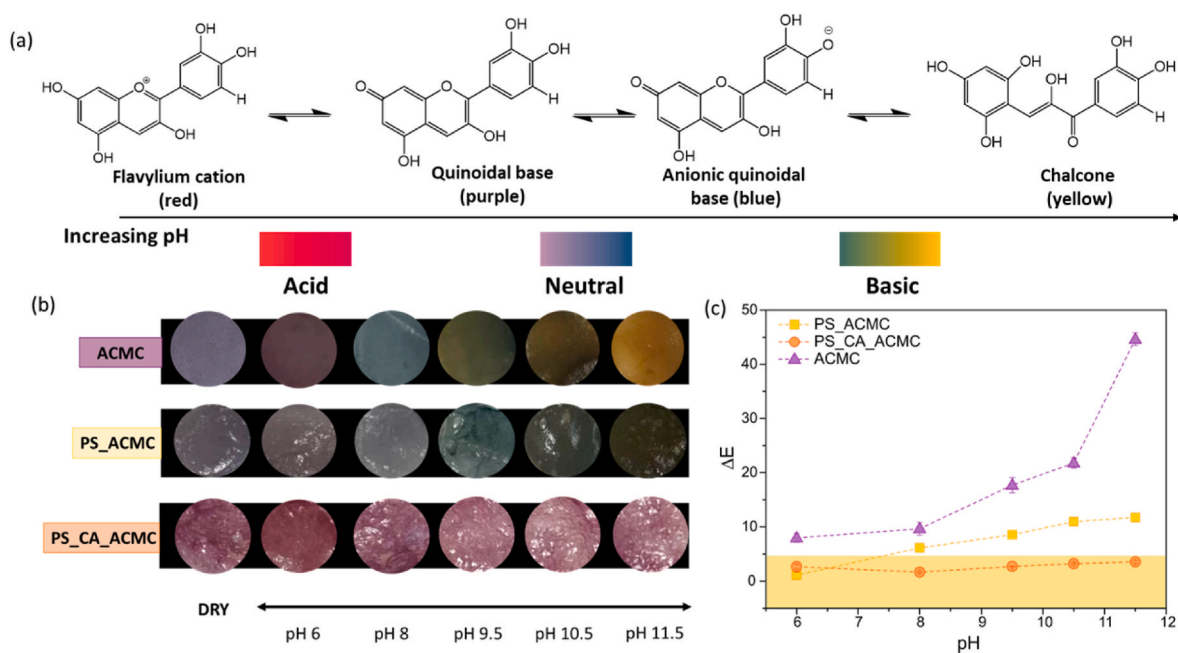 (a)
OH
OH
HO
O⊕
H
OH
OH
OH
OH
O
O
H
OH
OH
OH
O⊖
O
O
H
OH
OH
OH
OH
HO
OH
OH
H
OH
O
Flavylium cation
(red)
Quinoidal base
(purple)
Anionic quinoidal
base (blue)
Chalcone
(yellow)
Increasing pH
Acid
Neutral
Basic
(b)
ACMC
PS_ACMC
PS_CA_ACMC
DRY
pH 6
pH 8
pH 9.5
pH 10.5
pH 11.5
(c)
PS_ACMC
PS_CA_ACMC
ACMC
ΔE
50
40
30
20
10
0
6
7
8
9
10
11
12
pH